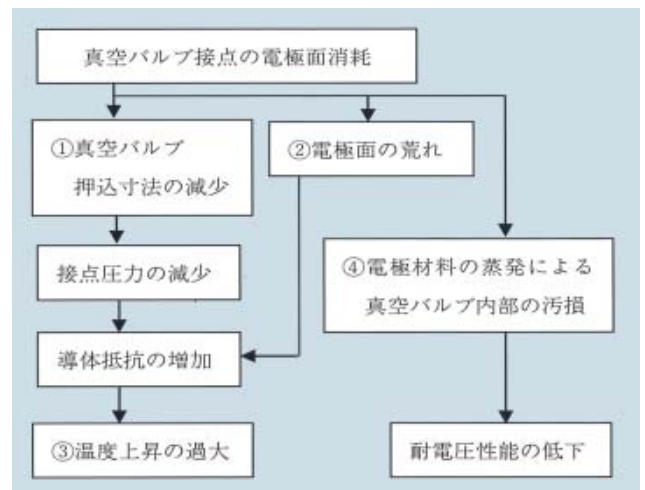 真空バルブ接点の電極面消耗
①真空バルブ
押込寸法の減少
②電極面の荒れ
接点圧力の減少
④電極材料の蒸発による
真空バルブ内部の汚損
導体抵抗の増加
③温度上昇の過大
耐電圧性能の低下